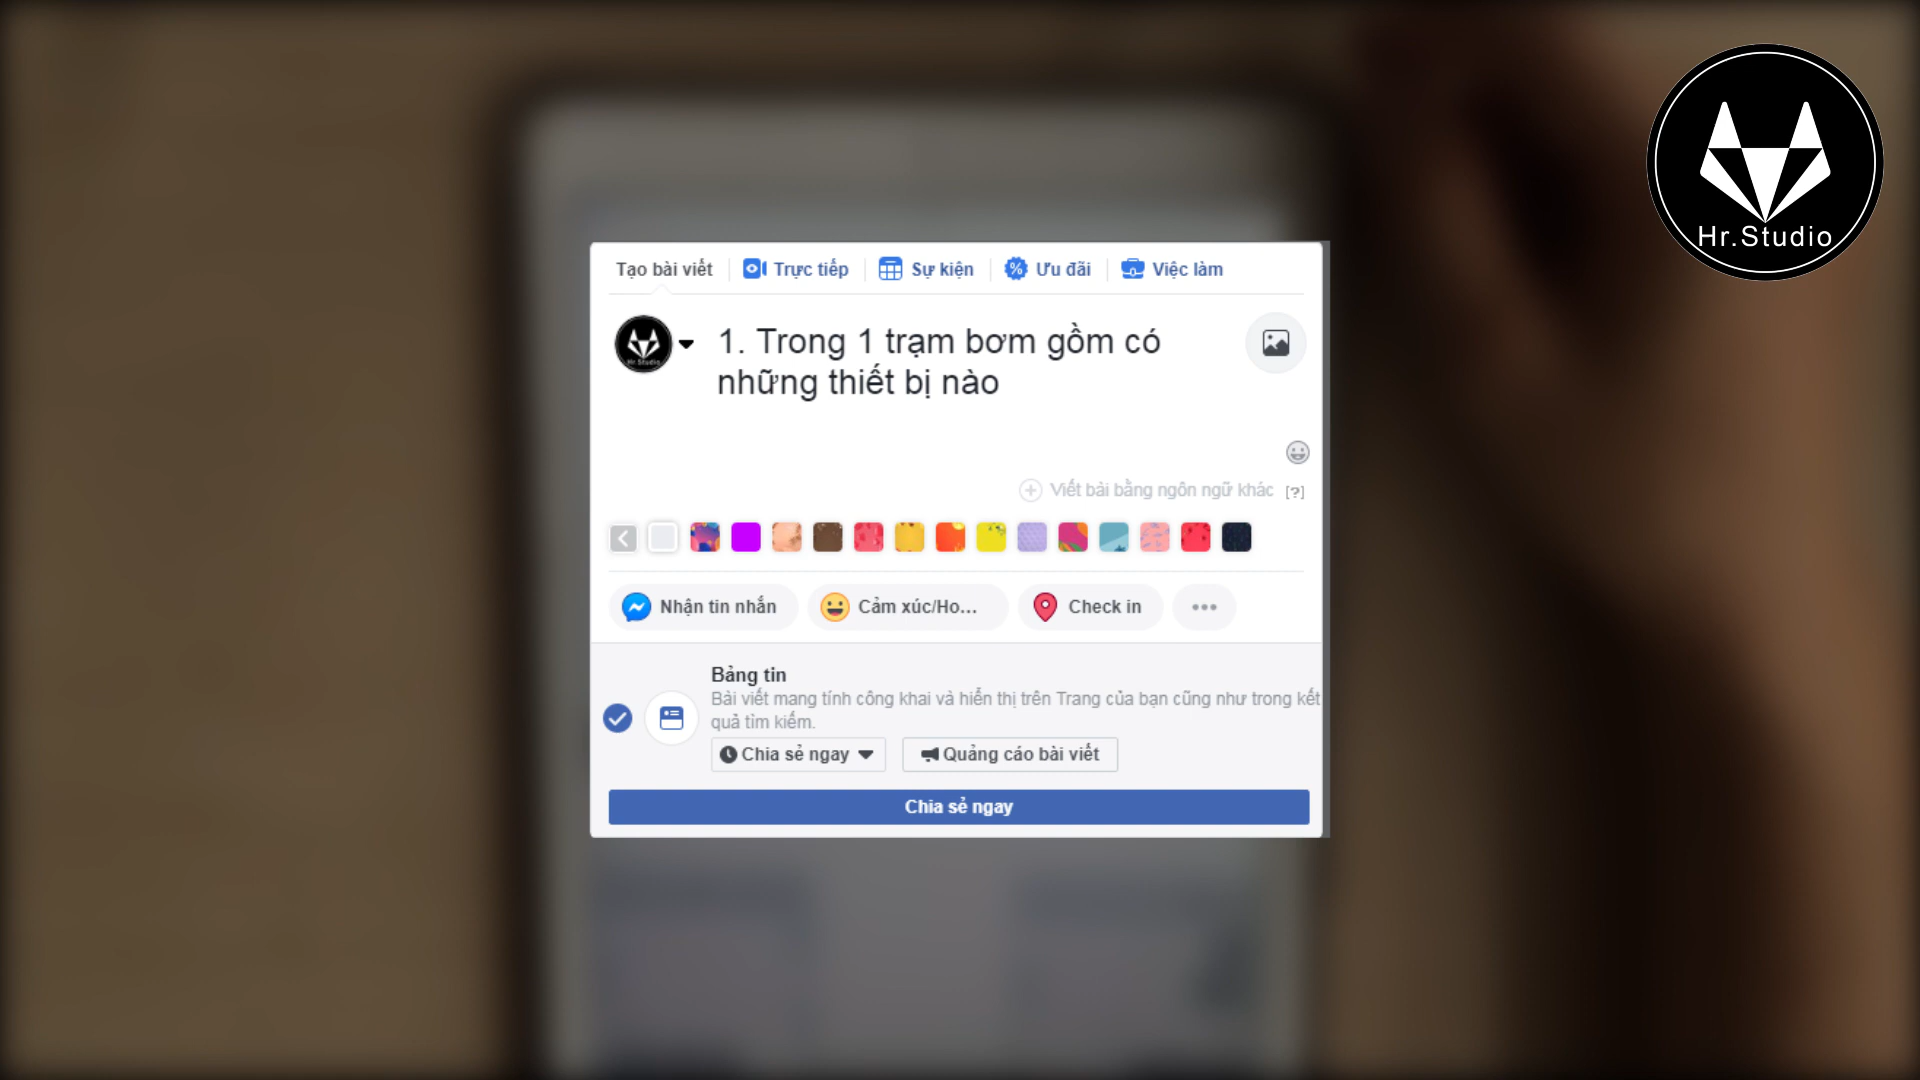 Hr.Studio
Tạo bài viết
Trực tiếp
Sự kiện
Ưu đãi
Việc làm
1. Trong 1 trạm bơm gồm có
những thiết bị nào
Viết bài bằng ngôn ngữ khác [?]
Nhận tin nhắn
Cảm xúc/Ho...
Check in
Bảng tin
Bài viết mang tính công khai và hiển thị trên Trang của bạn cũng như trong kết
quả tìm kiếm.
Chia sẻ ngay
Quảng cáo bài viết
Chia sẻ ngay